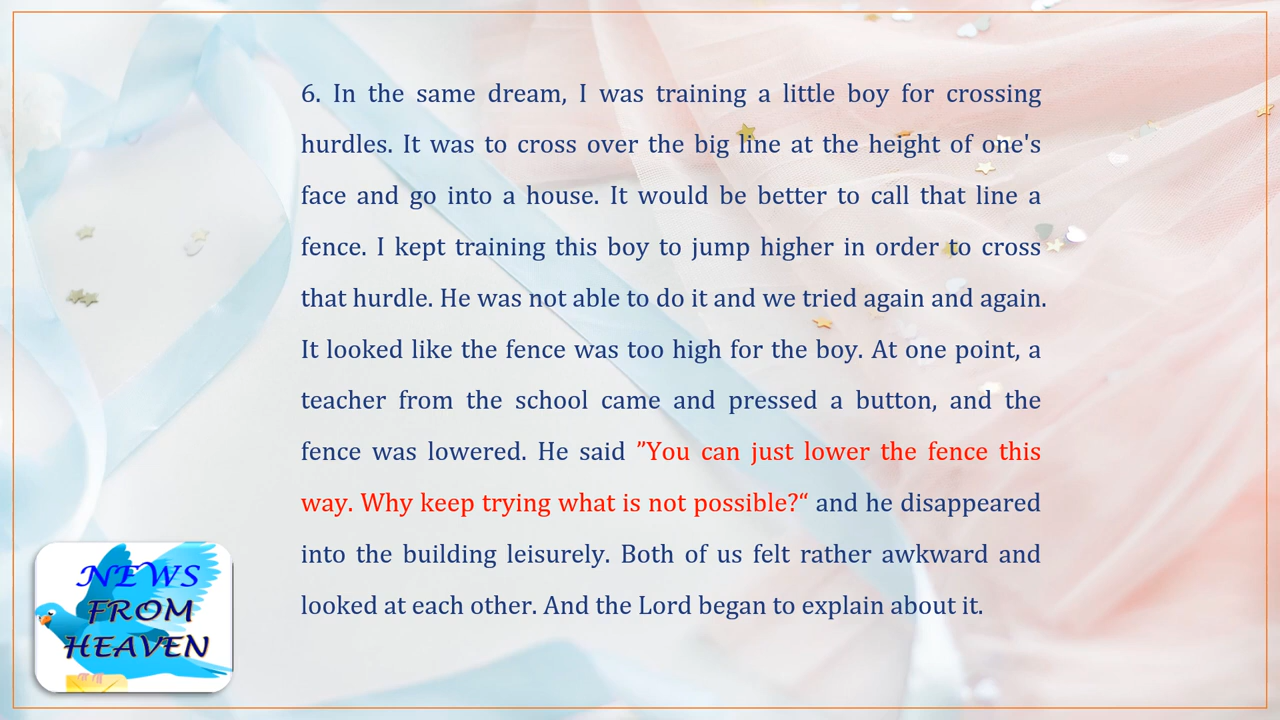 6. In the same dream, I was training a little boy for crossing
hurdles. It was to cross over the big line at the height of one's
face and go into a house. It would be better to call that line a
fence. I kept training this boy to jump higher in order to cross
that hurdle. He was not able to do it and we tried again and again.
It looked like the fence was too high for the boy. At one point, a
teacher from the school came and pressed a button, and the
fence was lowered. He said ”You can just lower the fence this
way. Why keep trying what is not possible?“ and he disappeared
into the building leisurely. Both of us felt rather awkward and
looked at each other. And the Lord began to explain about it.
NEWS
FROM
HEAVEN